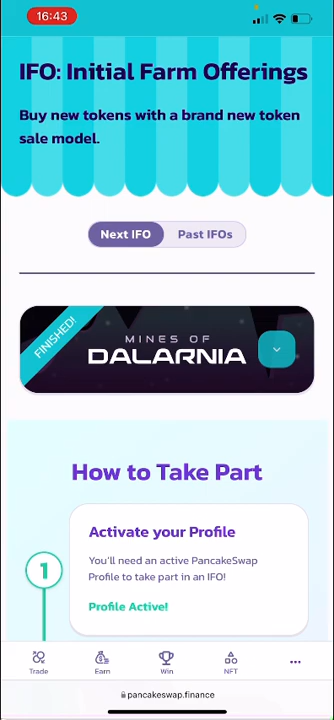 16:43
IFO: Initial Farm Offerings
Buy new tokens with a brand new token
sale model.
Next IFO Past IFOs
FINISHED!
MINES OF
DALARNIA
How to Take Part
1
Activate your Profile
You'll need an active PancakeSwap
Profile to take part in an IFO!
Profile Active!
Trade Earn Win NFT
pancakeswap.finance